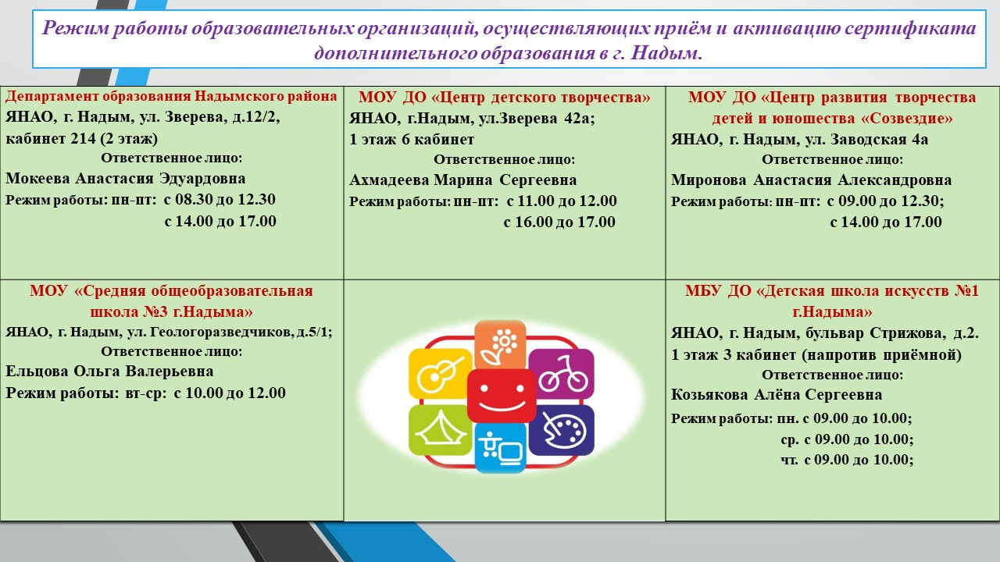 Режим работы образовательных организаций, осуществляющих приём и активацию сертификата
дополнительного образования в г. Надым.
Департамент образования Надымского района
ЯНАО, г. Надым, ул. Зверева, д.12/2,
кабинет 214 (2 этаж)
Ответственное лицо:
Мокеева Анастасия Эдуардовна
Режим работы: пн-пт: с 08.30 до 12.30
с 14.00 до 17.00
МОУ ДО «Центр детского творчества»
ЯНАО, г.Надым, ул.Зверева 42а;
1 этаж 6 кабинет
Ответственное лицо:
Ахмадеева Марина Сергеевна
Режим работы: пн-пт: с 11.00 до 12.00
с 16.00 до 17.00
МОУ ДО «Центр развития творчества
детей и юношества «Созвездие»
ЯНАО, г. Надым, ул. Заводская 4а
Ответственное лицо:
Миронова Анастасия Александровна
Режим работы: пн-пт: с 09.00 до 12.30;
с 14.00 до 17.00
МОУ «Средняя общеобразовательная
школа №3 г.Надыма»
ЯНАО, г. Надым, ул. Геологоразведчиков, д.5/1;
Ответственное лицо:
Ельцова Ольга Валерьевна
Режим работы: вт-ср: с 10.00 до 12.00
МБУ ДО «Детская школа искусств №1
г.Надыма»
ЯНАО, г. Надым, бульвар Стрижова, д.2.
1 этаж 3 кабинет (напротив приёмной)
Ответственное лицо:
Козьякова Алёна Сергеевна
Режим работы: пн. с 09.00 до 10.00;
ср. с 09.00 до 10.00;
чт. с 09.00 до 10.00;